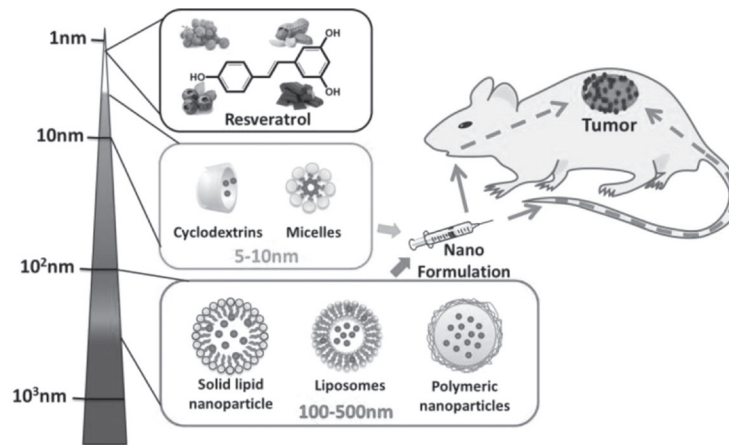 1nm
10nm
10²nm
10³nm
HO
OH
OH
Resveratrol
Cyclodextrins
Micelles
5-10nm
Solid lipid
nanoparticle
Liposomes
Polymeric
nanoparticles
100-500nm
Nano
Formulation
Tumor